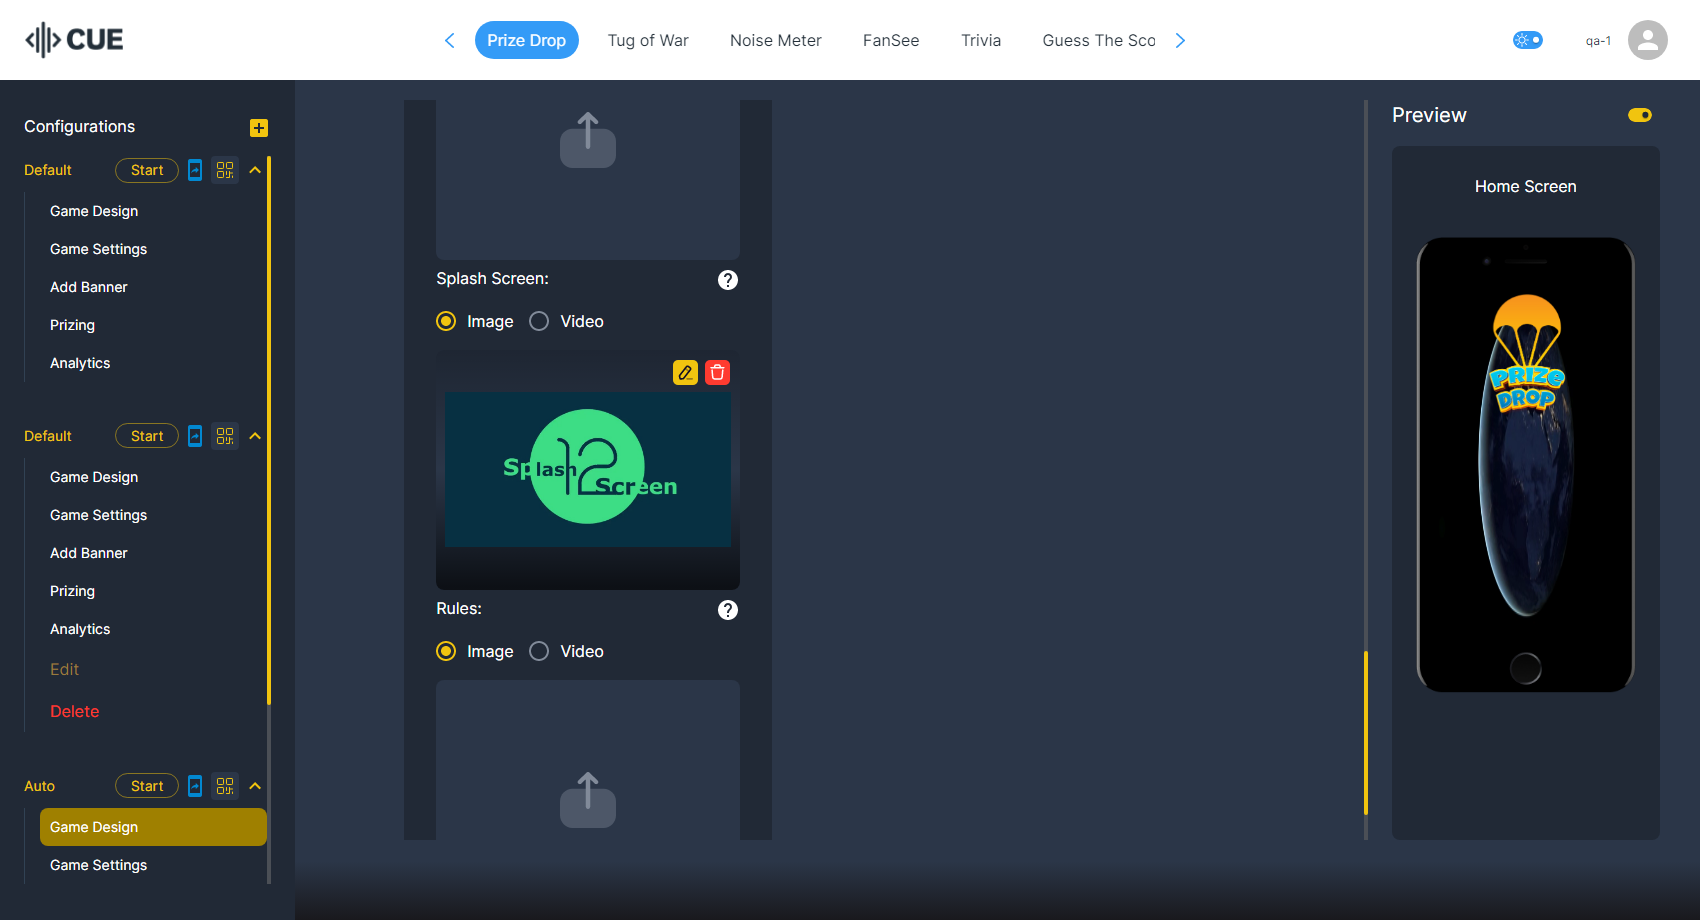 CUE
Prize Drop
Tug of War
Noise Meter
FanSee
Trivia
Guess The Sco
qa-1
Configurations
Default
Start
Game Design
Game Settings
Add Banner
Prizing
Analytics
Default
Start
Game Design
Game Settings
Add Banner
Prizing
Analytics
Edit
Delete
Auto
Start
Game Design
Game Settings
Splash Screen:
?
Image
Video
12
Splash
Screen
Rules:
?
Image
Video
Preview
Home Screen
PRIZE
DROP